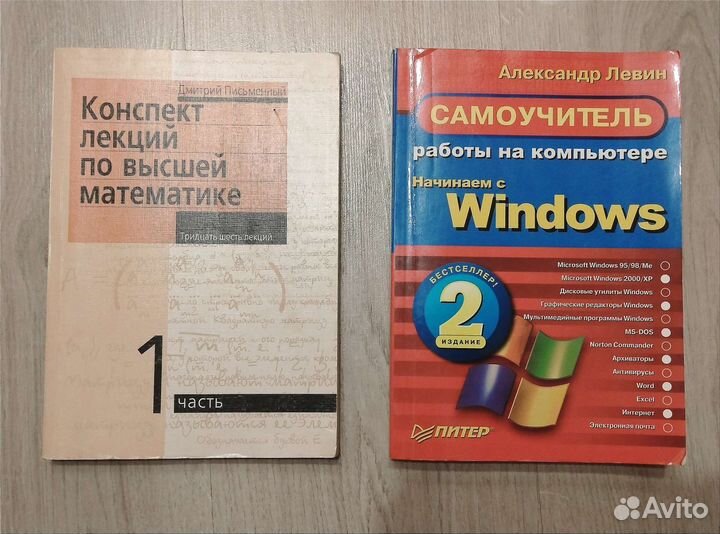 Дмитрий Письменный
Конспект
лекций
по высшей
математике
Тридцать шесть лекций
1
часть
Обозначается буквой E
Александр Левин
САМОУЧИТЕЛЬ
работы на компьютере
Начинаем с
Windows
БЕСТСЕЛЛЕР!
2
ИЗДАНИЕ
Microsoft Windows 95/98/Me
Microsoft Windows 2000/XP
Дисковые утилиты Windows
Графические редакторы Windows
Мультимедийные программы Windows
MS-DOS
Norton Commander
Архиваторы
Антивирусы
Word
Excel
Интернет
Электронная почта
ПИТЕР®
Avito